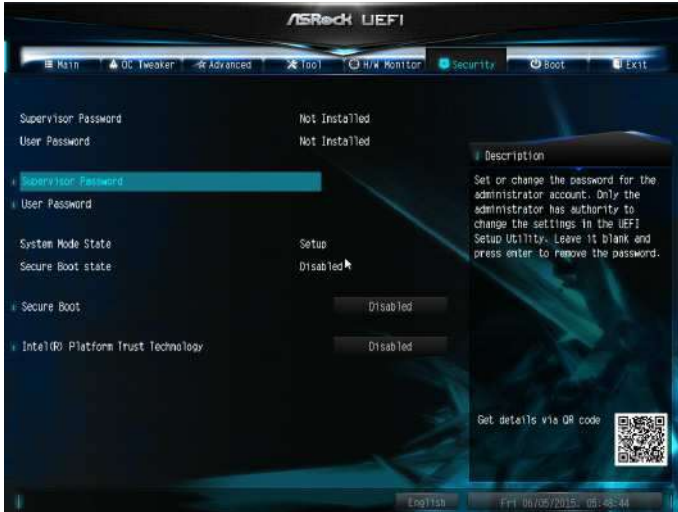 ASRock UEFI
Main
OC Tweaker
Advanced
Tool
H/W Monitor
Security
Boot
Exit
Supervisor Password Not Installed
User Password Not Installed
Supervisor Password
User Password
System Mode State Setup
Secure Boot state Disabled
Secure Boot Disabled
Intel(R) Platform Trust Technology Disabled
Description
Set or change the password for the
administrator account. Only the
administrator has authority to
change the settings in the UEFI
Setup Utility. Leave it blank and
press enter to remove the password.
Get details via QR code
English
Fri 06/05/2015, 05:48:44